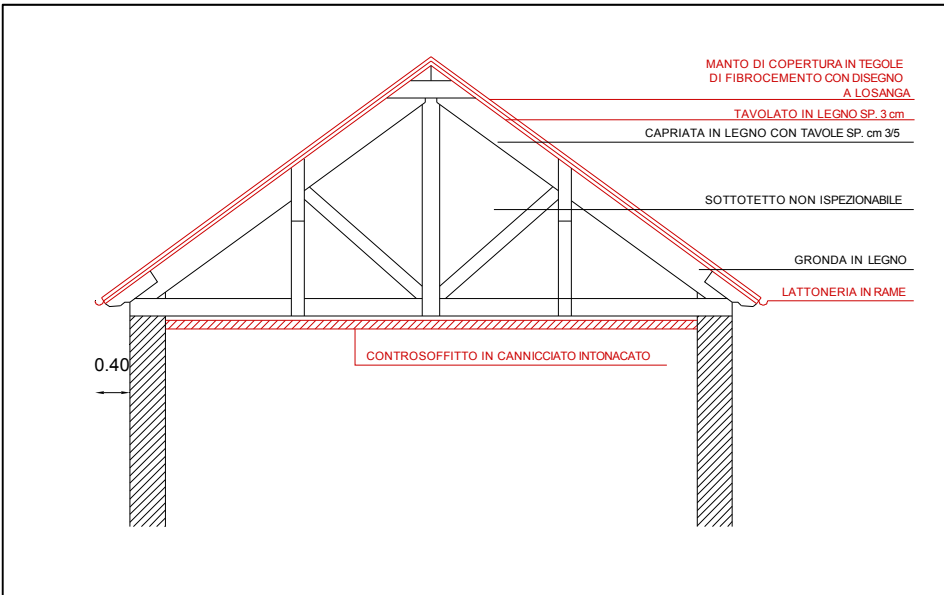 MANTO DI COPERTURA IN TEGOLE
DI FIBROCEMENTO CON DISEGNO
A LOSANGA
TAVOLATO IN LEGNO SP. 3 cm
CAPRIATA IN LEGNO CON TAVOLE SP. cm 3/5
SOTTOTETTO NON ISPEZIONABILE
GRONDA IN LEGNO
LATTONERIA IN RAME
CONTROSOFFITTO IN CANNICCIATO INTONACATO
0.40